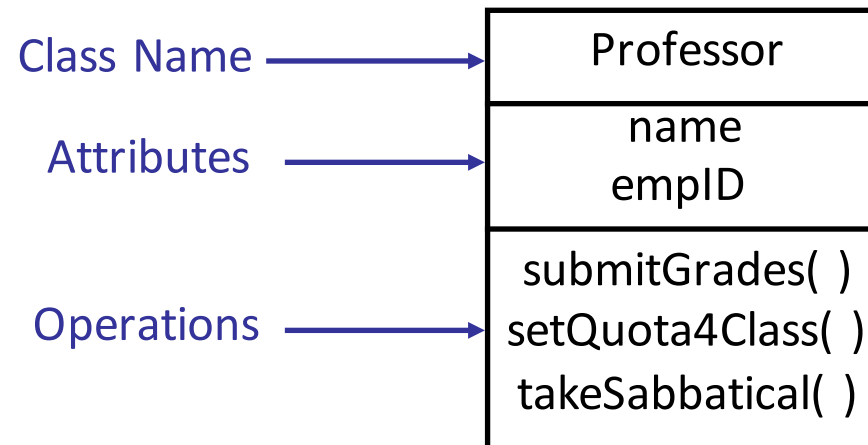 Class Name
Professor
Attributes
name
empID
Operations
submitGrades( )
setQuota4Class( )
takeSabbatical( )